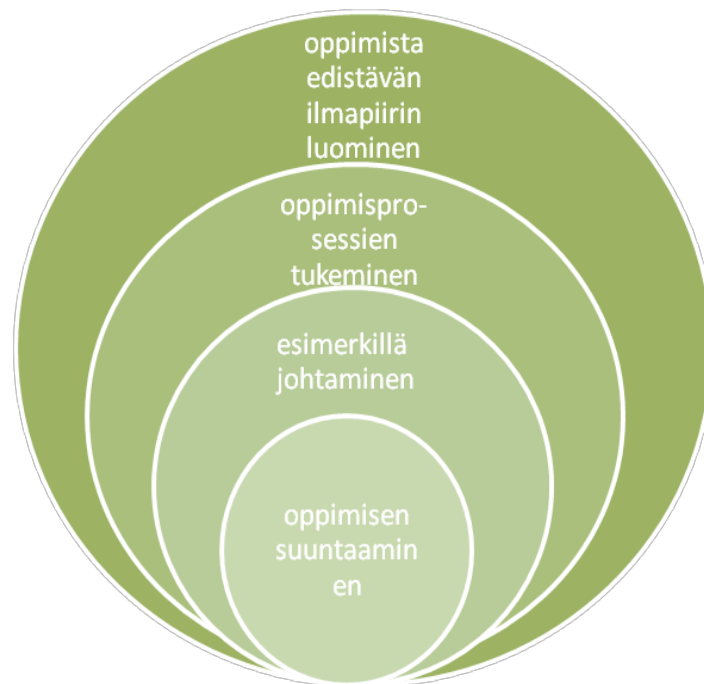 oppimista
edistävän
ilmapiirin
luominen
oppimispro-
sessien
tukeminen
esimerkillä
johtaminen
oppimisen
suuntaamin
en